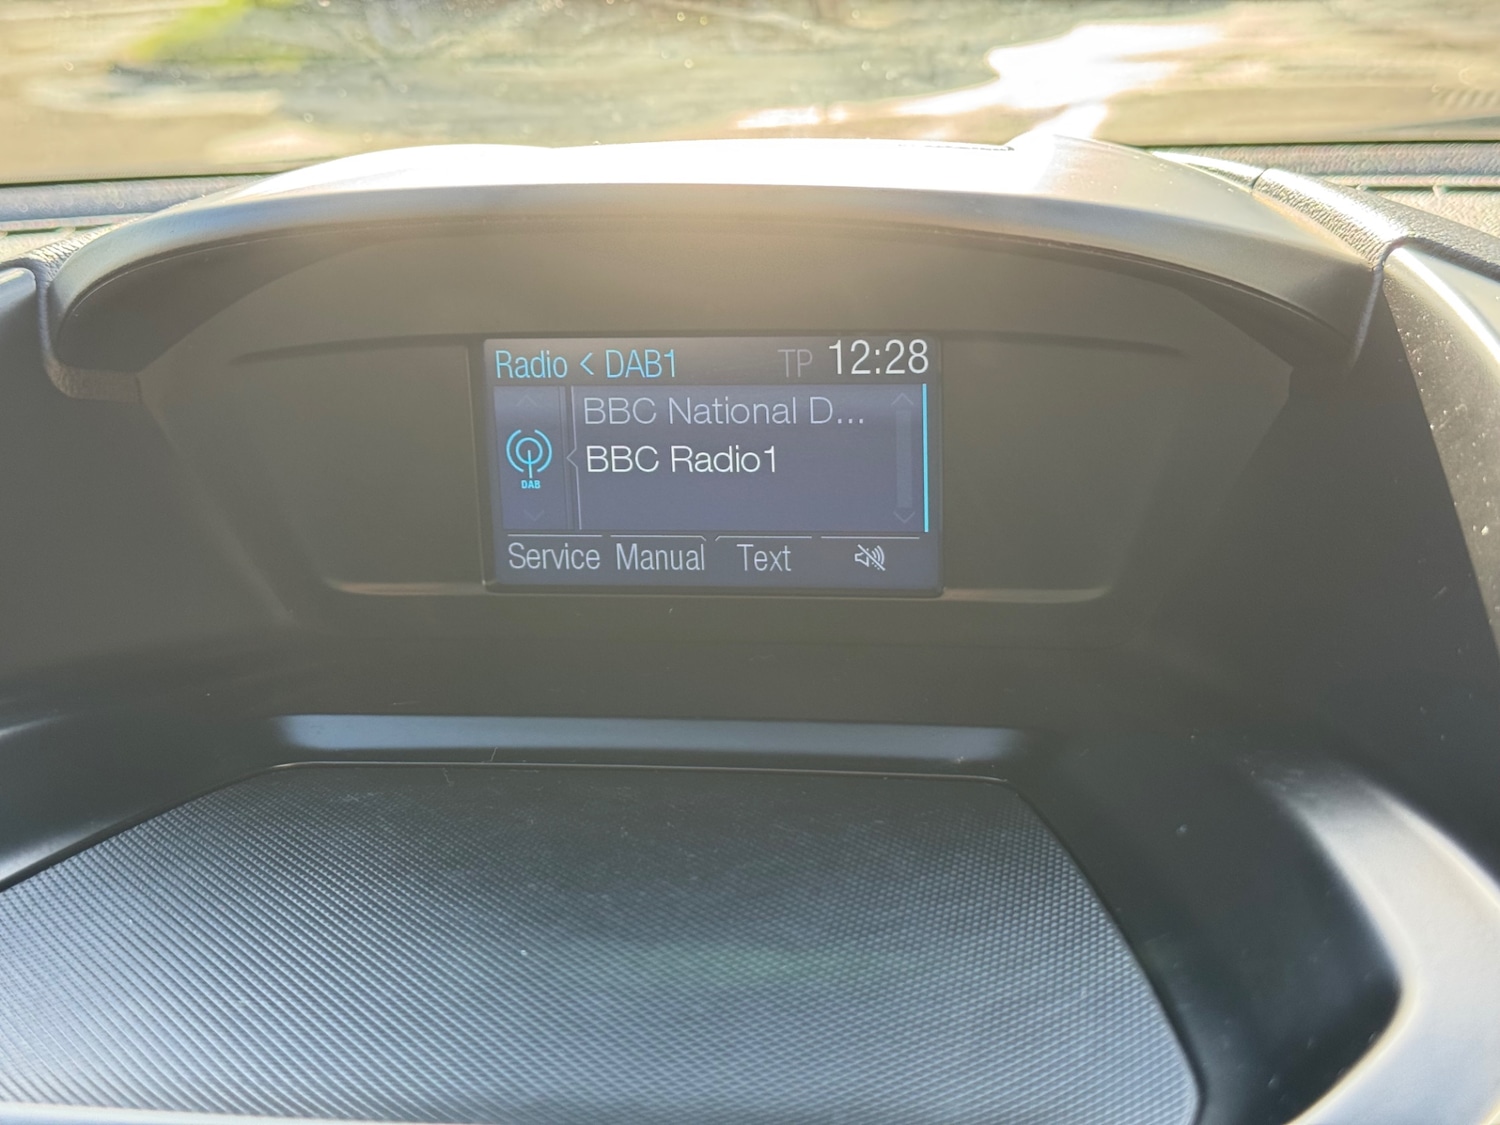 Radio < DAB1 TP 12:28
BBC National D...
BBC Radio1
DAB
Service Manual Text